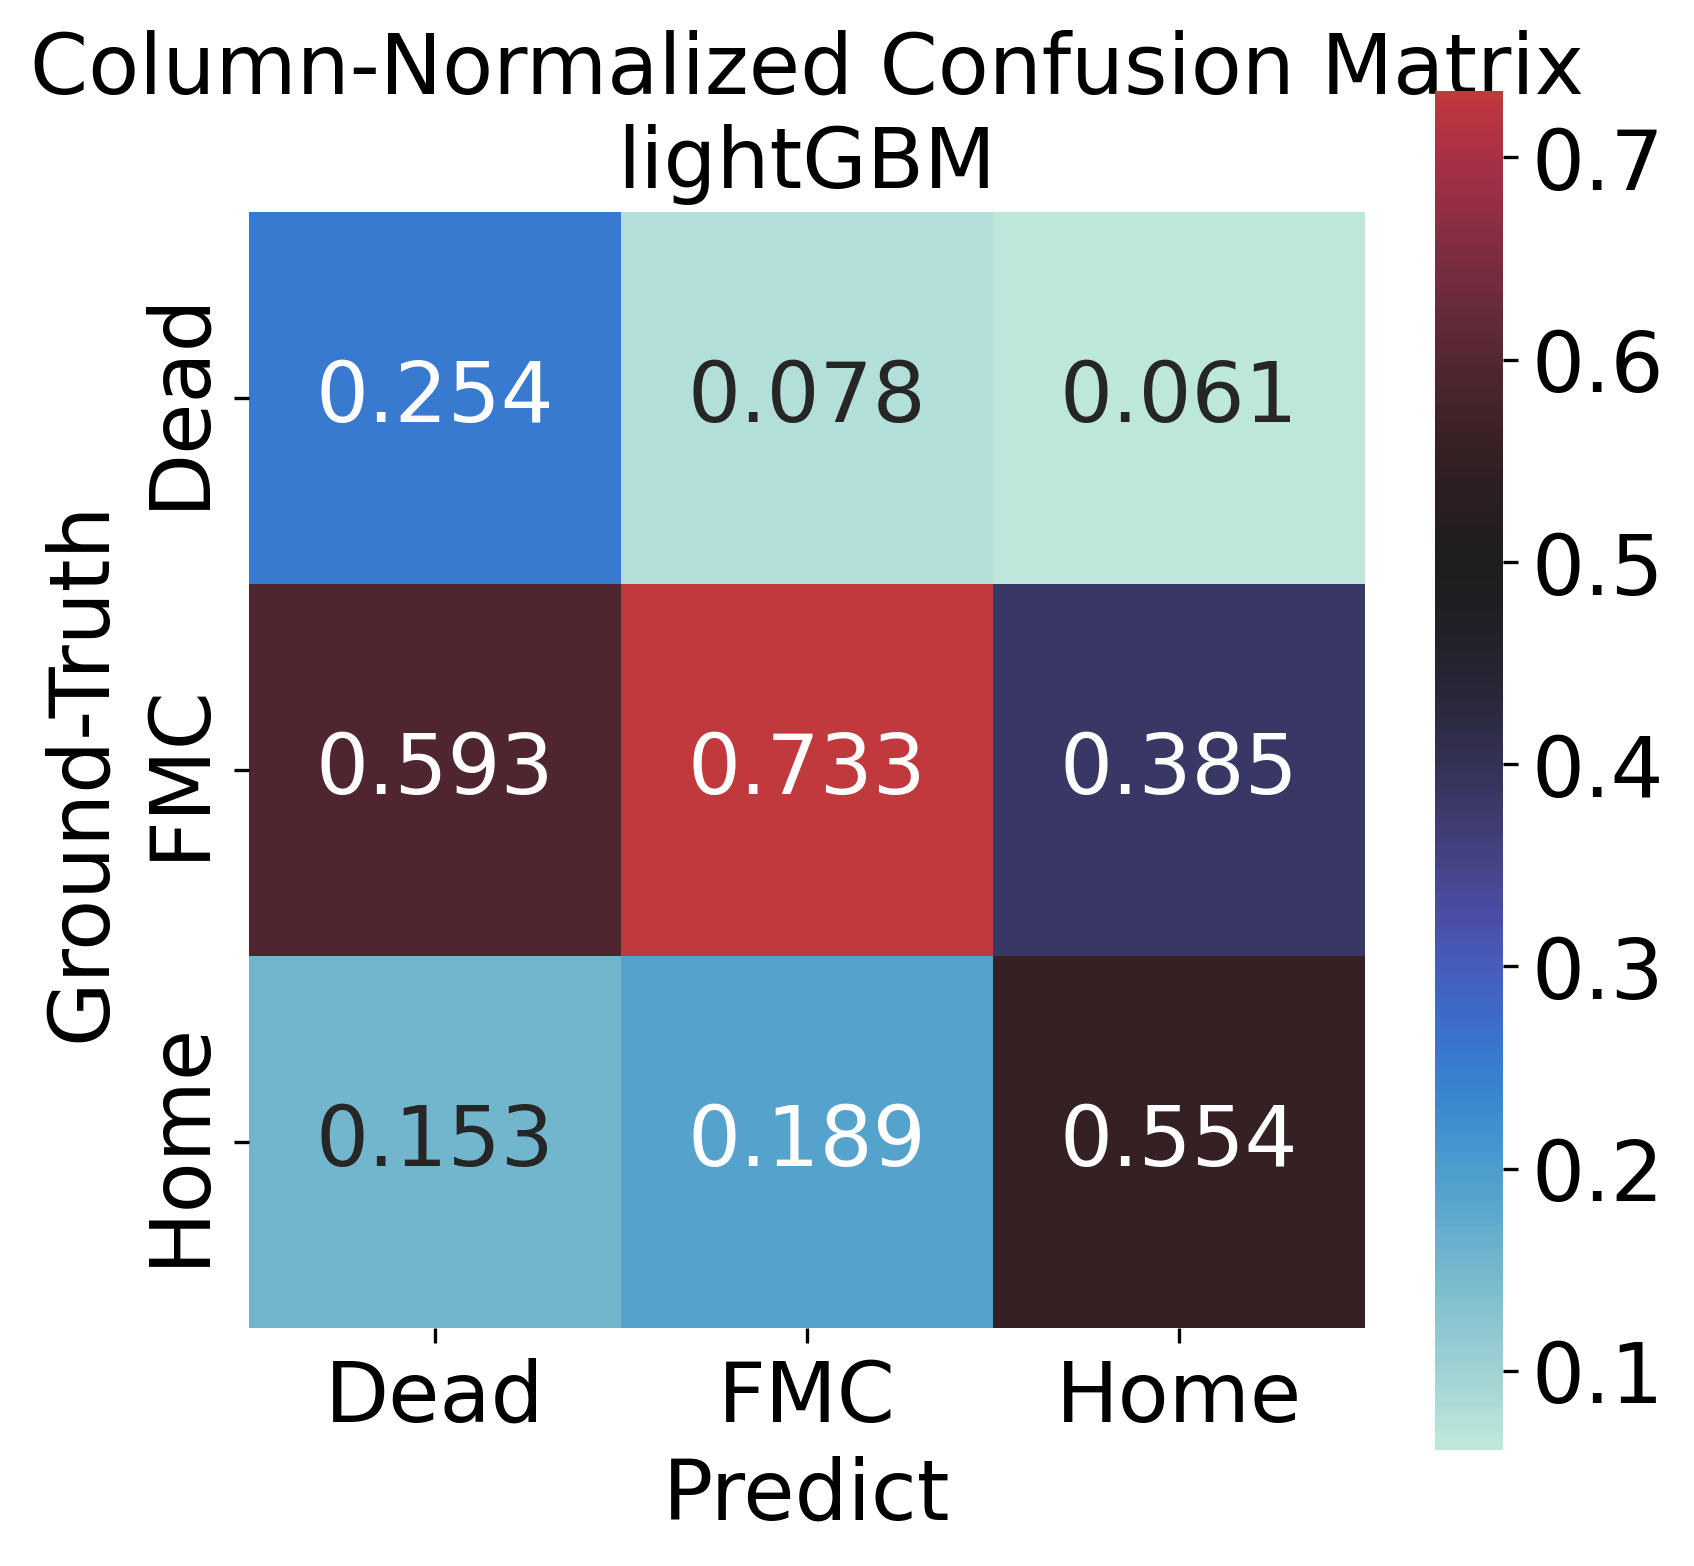 Column-Normalized Confusion Matrix
lightGBM
Ground-Truth
Dead
0.254 0.078 0.061
FMC
0.593 0.733 0.385
Home
0.153 0.189 0.554
Dead FMC Home
Predict
0.7
0.6
0.5
0.4
0.3
0.2
0.1